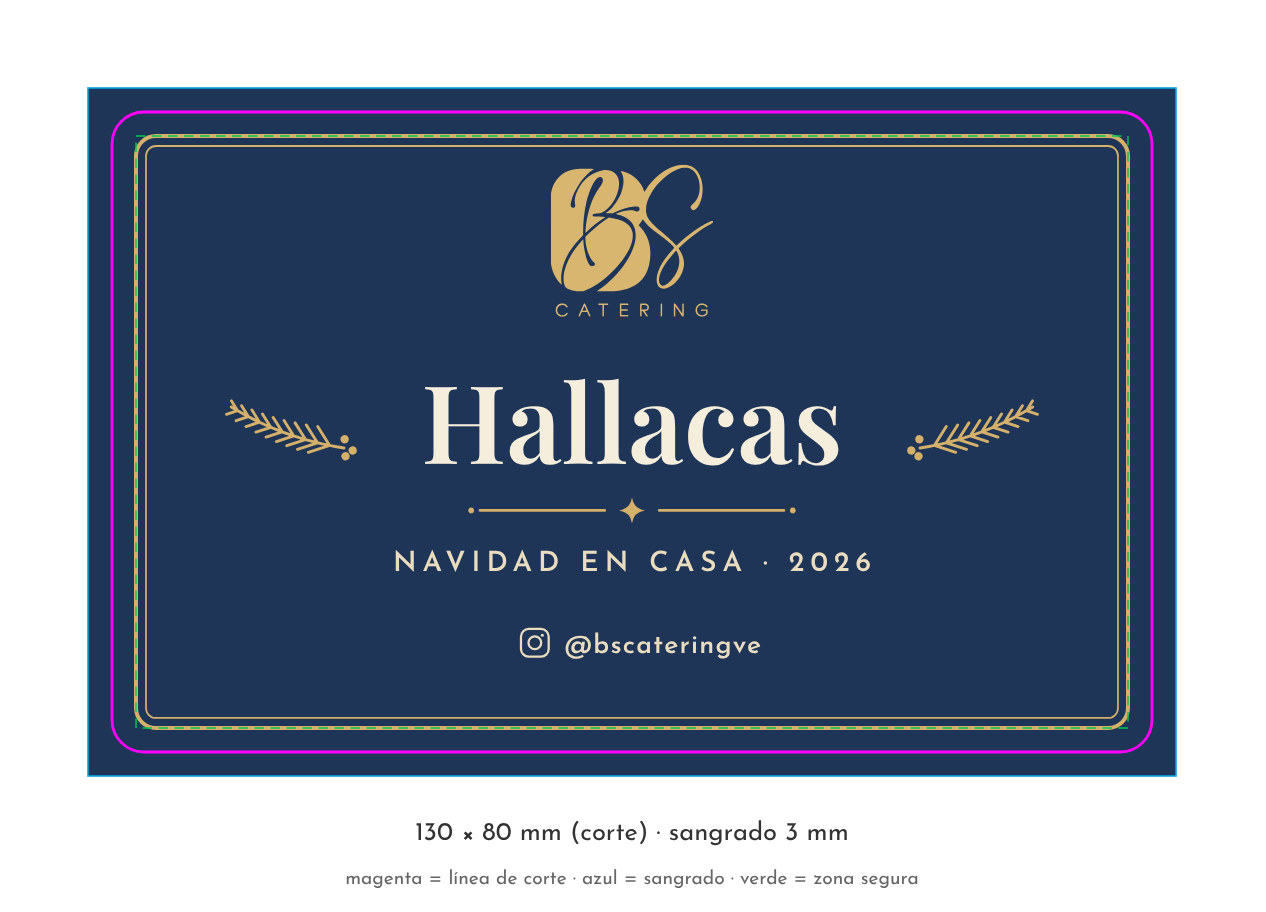 BS
CATERING
Hallacas
NAVIDAD EN CASA · 2026
@bscateringve
130 × 80 mm (corte) · sangrado 3 mm
magenta = línea de corte · azul = sangrado · verde = zona segura